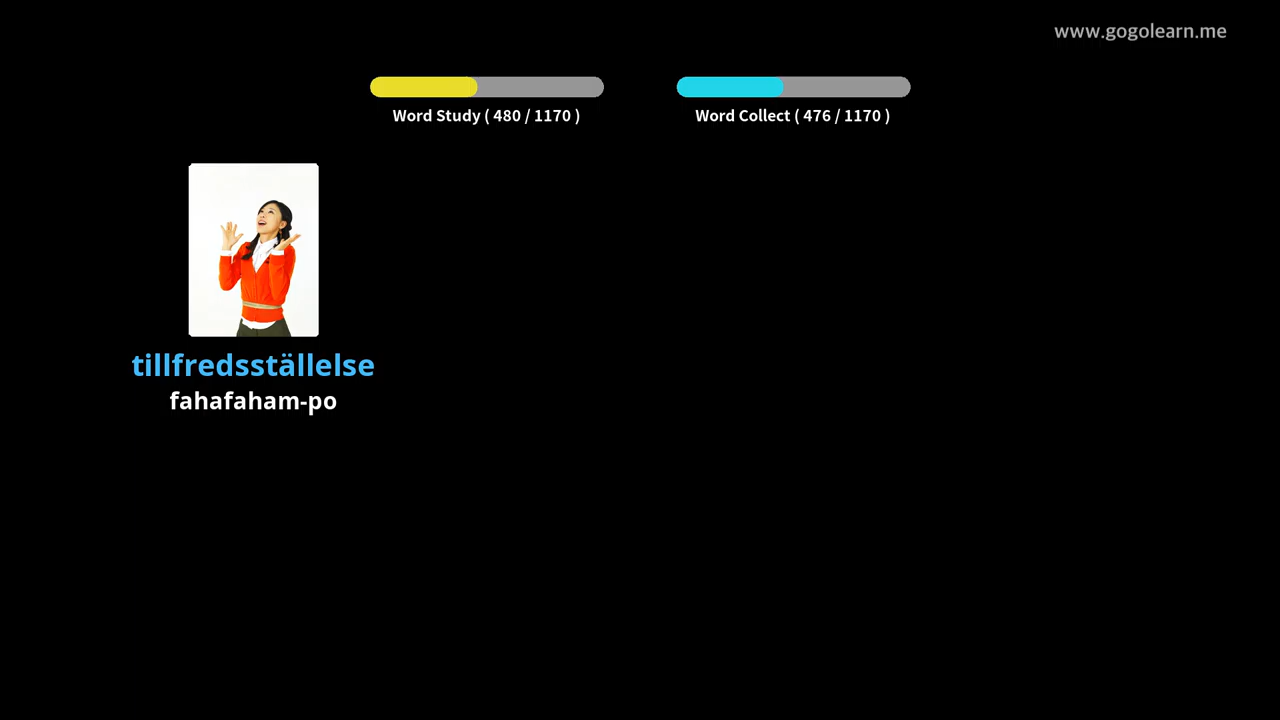 www.gogolearn.me
Word Study ( 480 / 1170 )
Word Collect ( 476 / 1170 )
tillfredsställelse
fahafaham-po